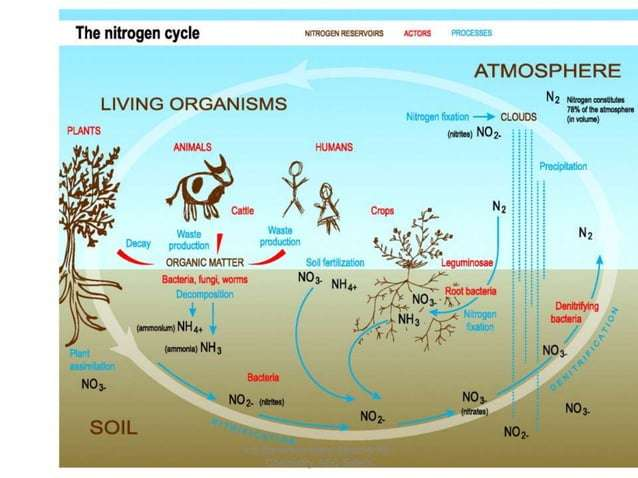 The nitrogen cycle
NITROGEN RESERVOIRS ACTORS PROCESSES
ATMOSPHERE
N2 Nitrogen constitutes
78% of the atmosphere
(in volume)
LIVING ORGANISMS
Nitrogen fixation CLOUDS
(nitrites) NO2-
PLANTS
ANIMALS
HUMANS
Precipitation
Cattle
Crops
N2
N2
Decay
Waste
production
Waste
production
ORGANIC MATTER
Soil fertilization
Leguminosae
Bacteria, fungi, worms
Decomposition
NO3- NH4+
NO3-
Root bacteria
NH3
Nitrogen
fixation
Denitrifying
bacteria
(ammonium) NH4+
(ammonia) NH3
Plant
assimilation
NO3-
NO3-
Bacteria
NO2- (nitrites)
NO2-
NO3-
(nitrates)
NO3-
NO2-
SOIL
NITRIFICATION
DENITRIFICATION